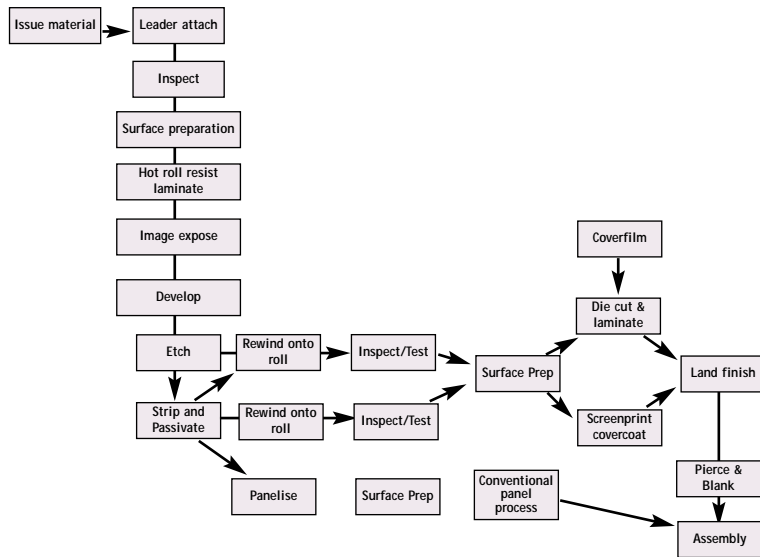 Issue material
Leader attach
Inspect
Surface preparation
Hot roll resist
laminate
Image expose
Develop
Etch
Strip and
Passivate
Rewind onto
roll
Inspect/Test
Rewind onto
roll
Inspect/Test
Panelise
Surface Prep
Surface Prep
Coverfilm
Die cut &
laminate
Screenprint
covercoat
Land finish
Conventional
panel
process
Pierce &
Blank
Assembly